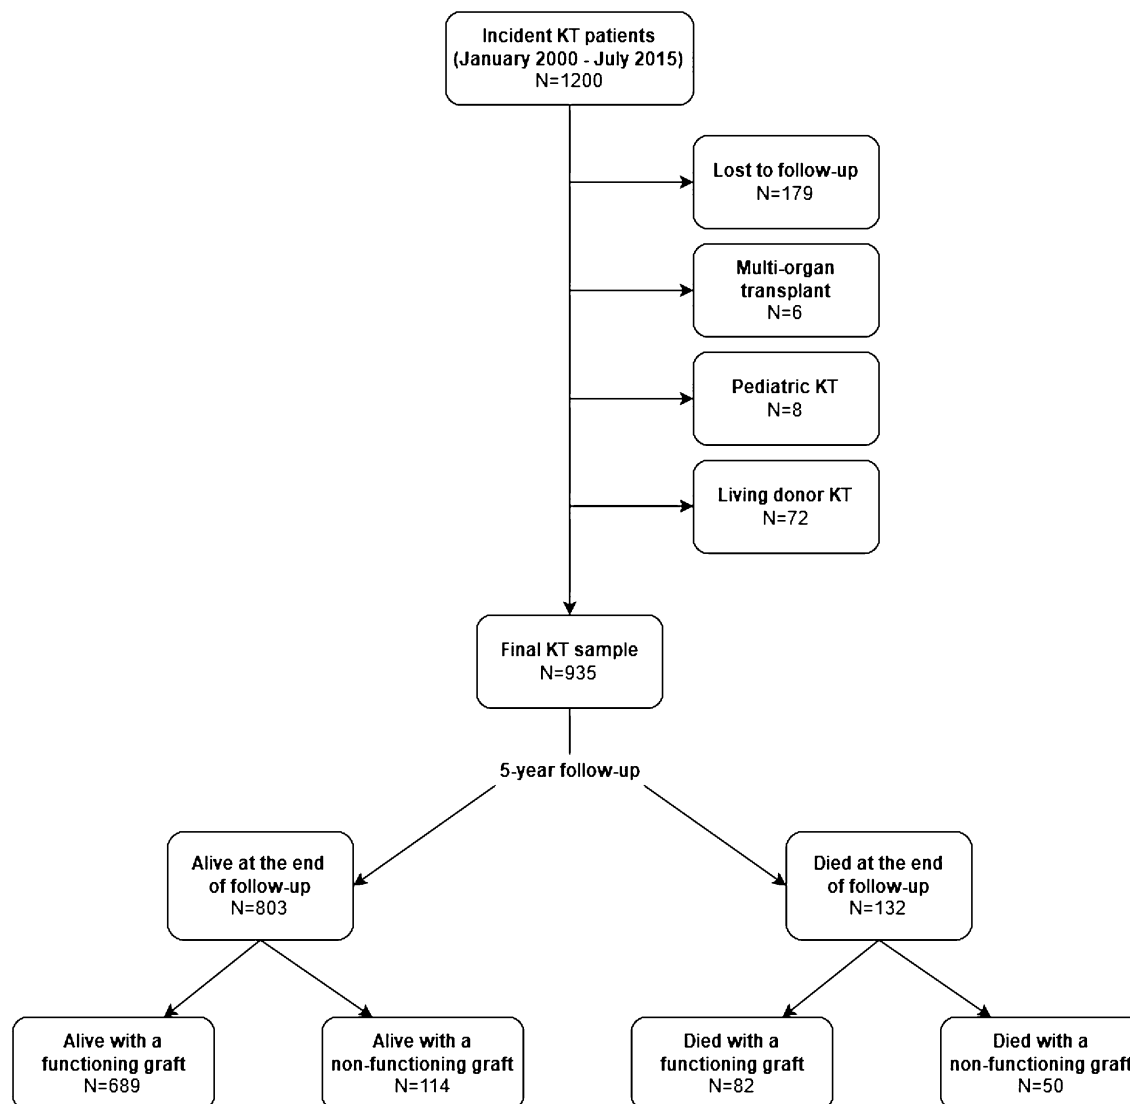 Incident KT patients
(January 2000 - July 2015)
N=1200
Lost to follow-up
N=179
Multi-organ
transplant
N=6
Pediatric KT
N=8
Living donor KT
N=72
Final KT sample
N=935
5-year follow-up
Alive at the end
of follow-up
N=803
Died at the end
of follow-up
N=132
Alive with a
functioning graft
N=689
Alive with a
non-functioning graft
N=114
Died with a
functioning graft
N=82
Died with a
non-functioning graft
N=50